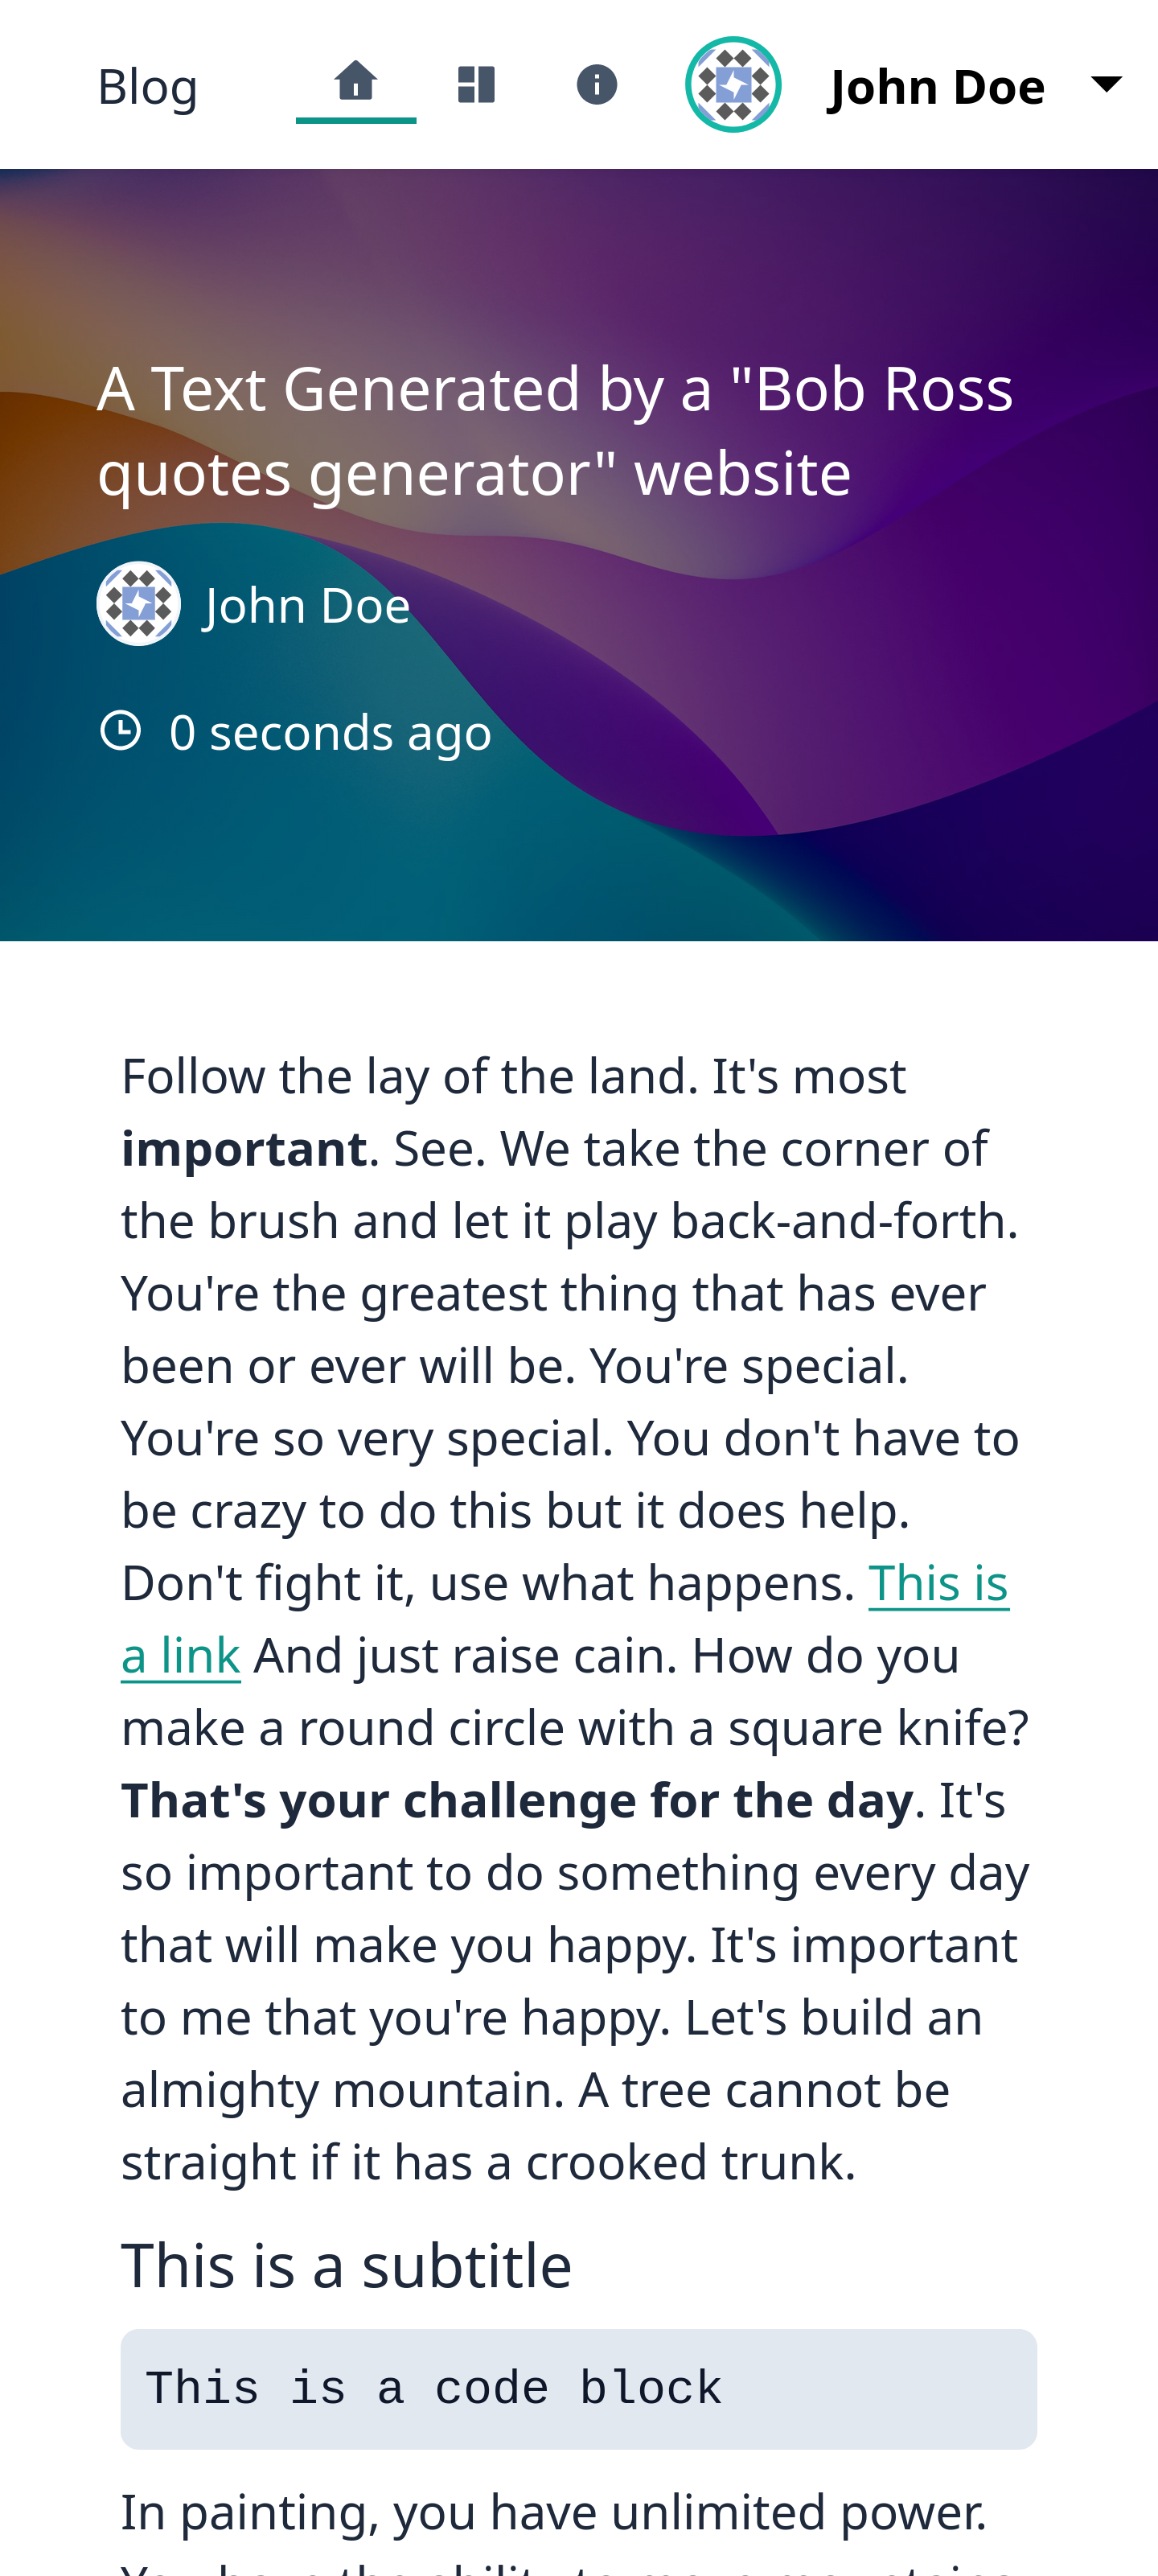 Blog
John Doe
A Text Generated by a "Bob Ross
quotes generator" website
John Doe
0 seconds ago
Follow the lay of the land. It's most
important. See. We take the corner of
the brush and let it play back-and-forth.
You're the greatest thing that has ever
been or ever will be. You're special.
You're so very special. You don't have to
be crazy to do this but it does help.
Don't fight it, use what happens. This is
a link And just raise cain. How do you
make a round circle with a square knife?
That's your challenge for the day. It's
so important to do something every day
that will make you happy. It's important
to me that you're happy. Let's build an
almighty mountain. A tree cannot be
straight if it has a crooked trunk.
This is a subtitle
This is a code block
In painting, you have unlimited power.
You have the ability to move mountains